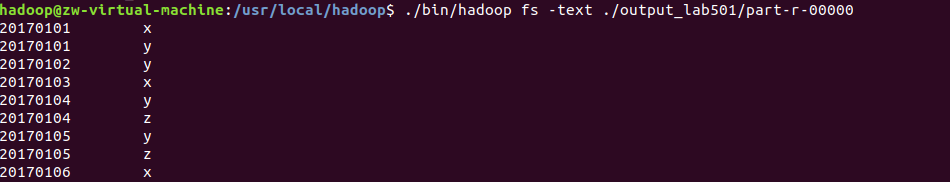 hadoop@zw-virtual-machine:/usr/local/hadoop$ ./bin/hadoop fs -text ./output_lab501/part-r-00000
20170101	x
20170101	y
20170102	y
20170103	x
20170104	y
20170104	z
20170105	y
20170105	z
20170106	x